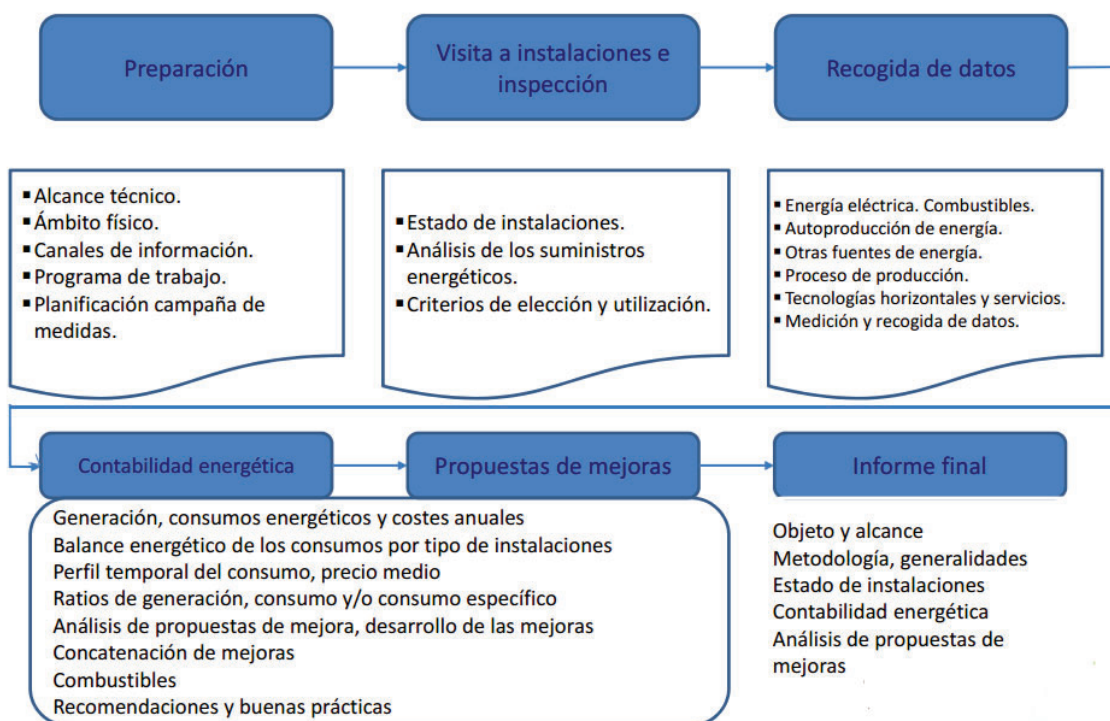 Preparación
Visita a instalaciones e
inspección
Recogida de datos
▪ Alcance técnico.
▪ Ámbito físico.
▪ Canales de información.
▪ Programa de trabajo.
▪ Planificación campaña de
medidas.
▪ Estado de instalaciones.
▪ Análisis de los suministros
energéticos.
▪ Criterios de elección y utilización.
▪ Energía eléctrica. Combustibles.
▪ Autoproducción de energía.
▪ Otras fuentes de energía.
▪ Proceso de producción.
▪ Tecnologías horizontales y servicios.
▪ Medición y recogida de datos.
Contabilidad energética
Propuestas de mejoras
Informe final
Generación, consumos energéticos y costes anuales
Balance energético de los consumos por tipo de instalaciones
Perfil temporal del consumo, precio medio
Ratios de generación, consumo y/o consumo específico
Análisis de propuestas de mejora, desarrollo de las mejoras
Concatenación de mejoras
Combustibles
Recomendaciones y buenas prácticas
Objeto y alcance
Metodología, generalidades
Estado de instalaciones
Contabilidad energética
Análisis de propuestas de
mejoras